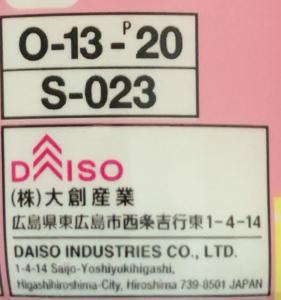 O-13-P20
S-023
DAISO
(株)大創産業
広島県東広島市西条吉行東1-4-14
DAISO INDUSTRIES CO., LTD.
1-4-14 Saijo-Yoshiyukihigashi,
Higashihiroshima-City, Hiroshima 739-8501 JAPAN